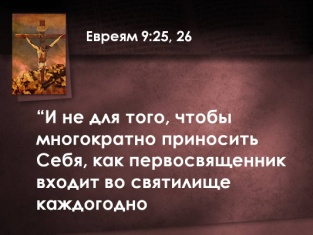 Евреям 9:25, 26
“И не для того, чтобы
многократно приносить
Себя, как первосвященник
входит во святилище
каждогодно